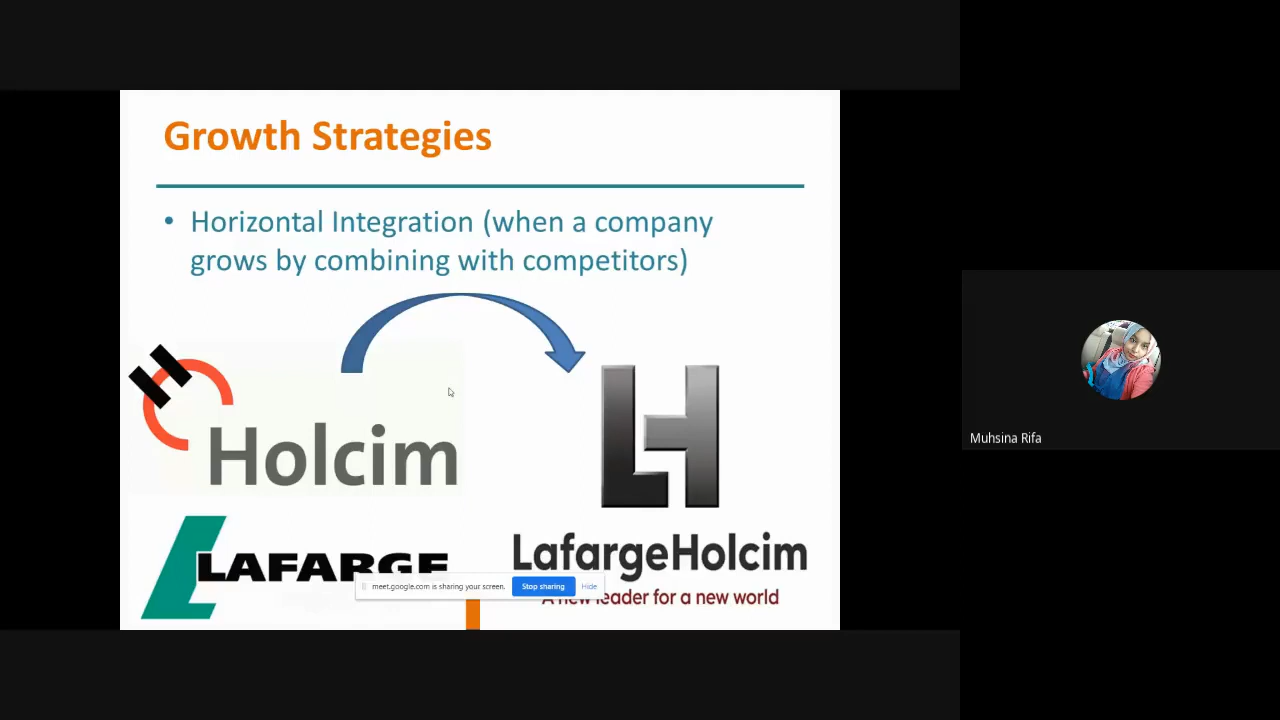 Growth Strategies
• Horizontal Integration (when a company
grows by combining with competitors)
H
Holcim
LAFARGE
LH
LafargeHolcim
A new leader for a new world
meet.google.com is sharing your screen. Stop sharing Hide
Muhsina Rifa